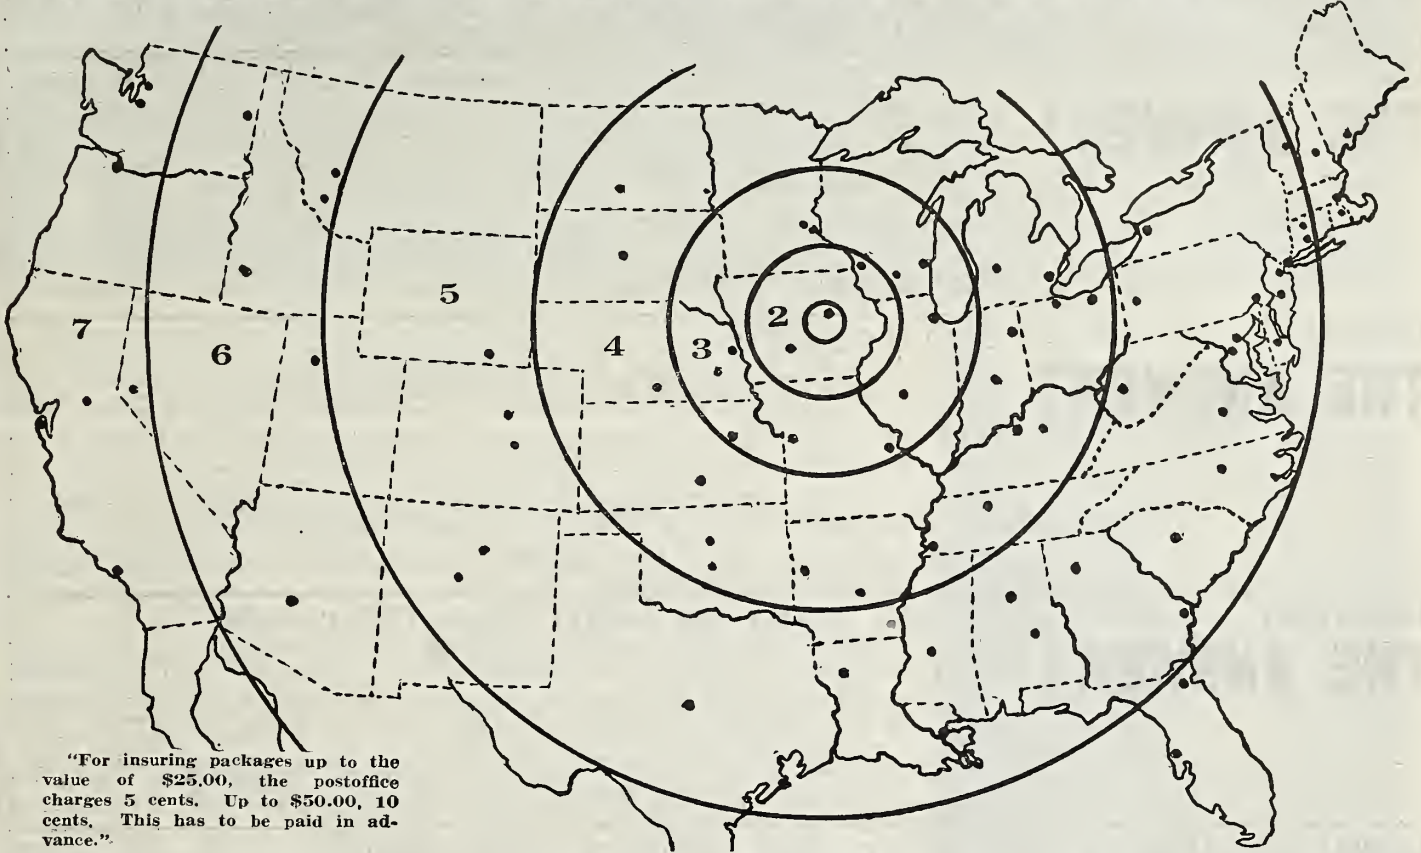 5
2
7
4
3
6
"For insuring packages up to the
value of $25.00, the postoffice
charges 5 cents. Up to $50.00, 10
cents. This has to be paid in ad-
vance."